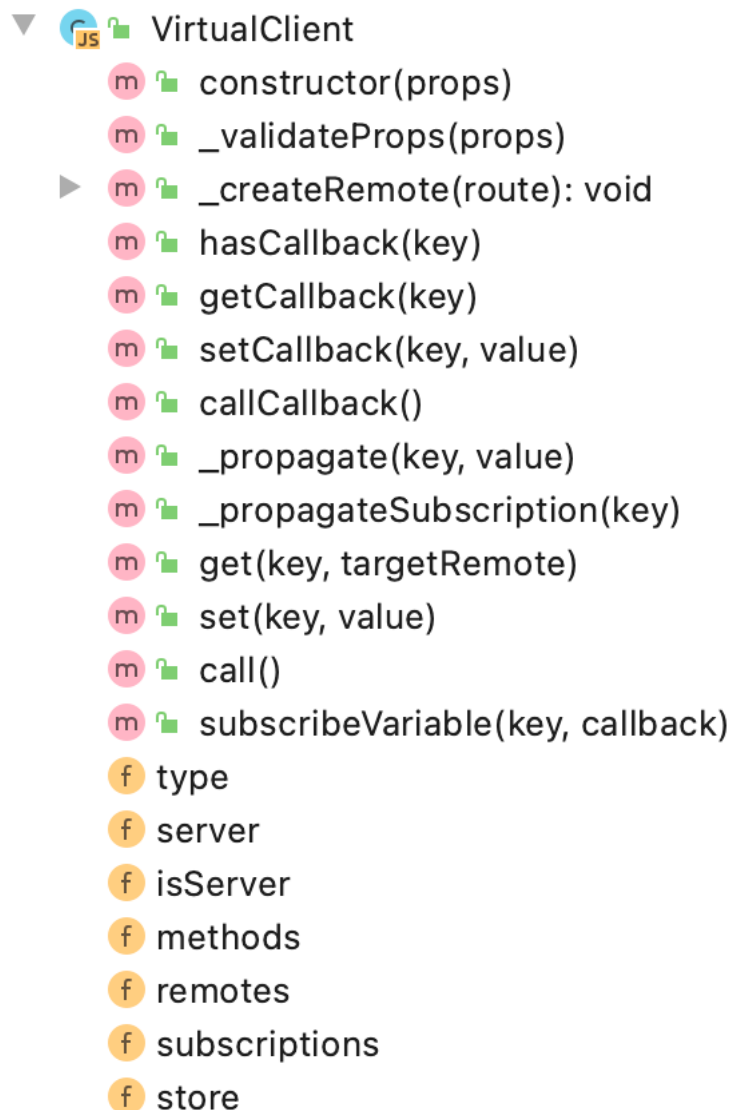 C JS VirtualClient
m constructor(props)
m _validateProps(props)
m _createRemote(route): void
m hasCallback(key)
m getCallback(key)
m setCallback(key, value)
m callCallback()
m _propagate(key, value)
m _propagateSubscription(key)
m get(key, targetRemote)
m set(key, value)
m call()
m subscribeVariable(key, callback)
f type
f server
f isServer
f methods
f remotes
f subscriptions
f store